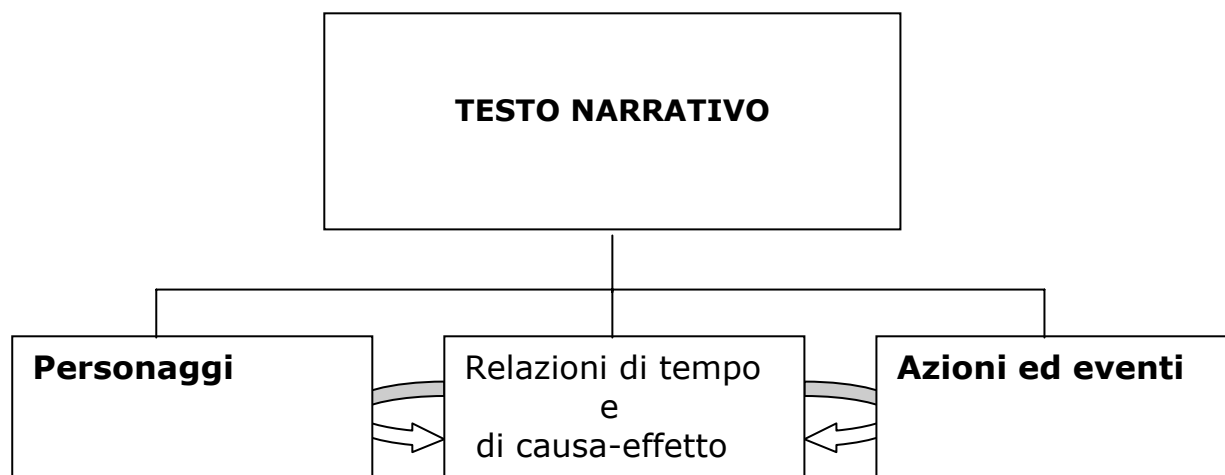 TESTO NARRATIVO
Personaggi
Relazioni di tempo
e
di causa-effetto
Azioni ed eventi